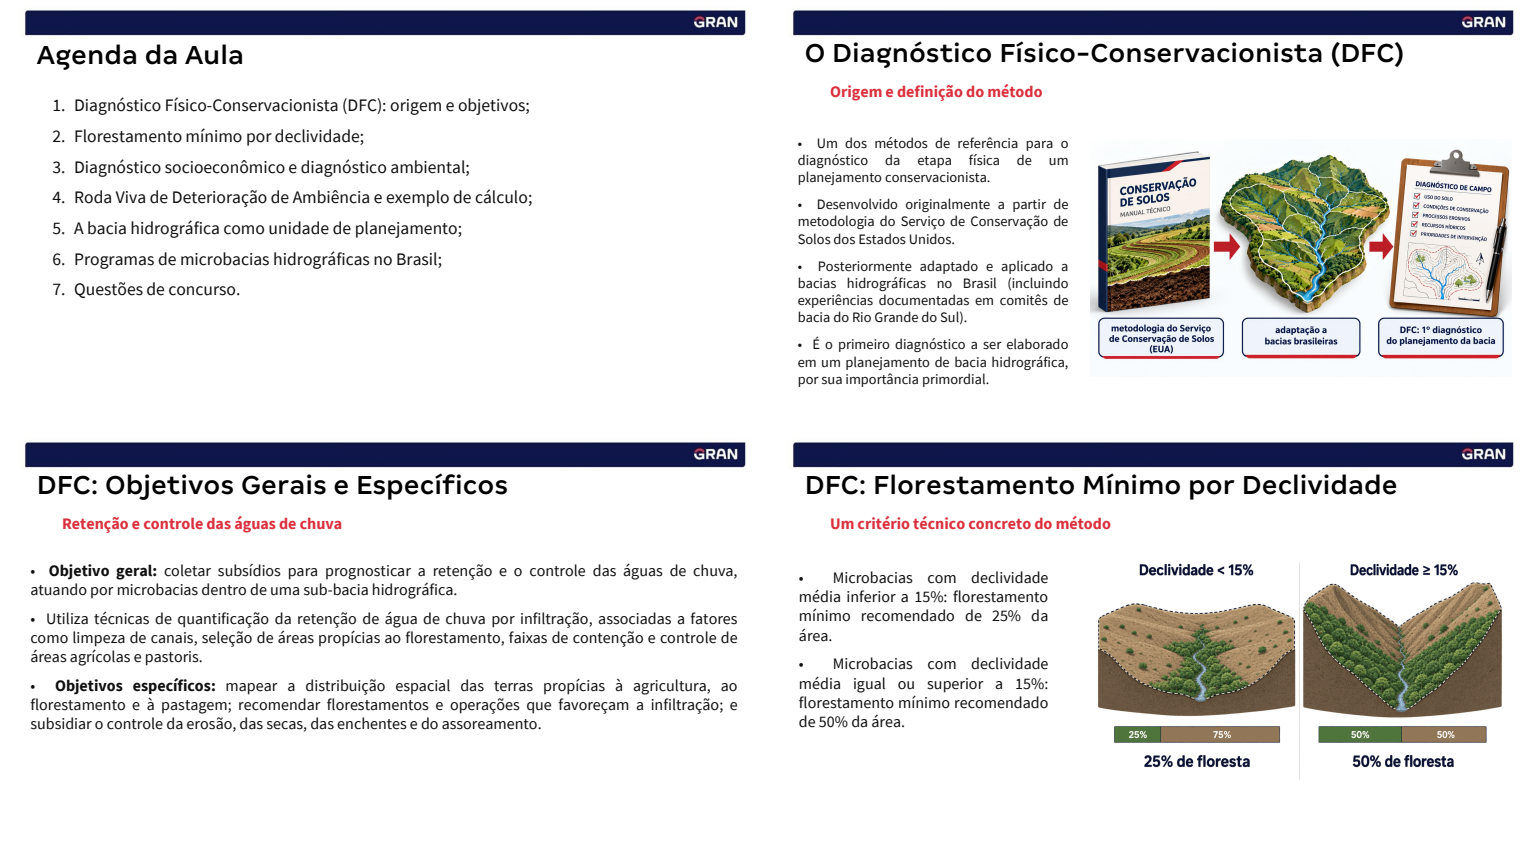 GRAN
Agenda da Aula
1. Diagnóstico Físico-Conservacionista (DFC): origem e objetivos;
2. Florestamento mínimo por declividade;
3. Diagnóstico socioeconômico e diagnóstico ambiental;
4. Roda Viva de Deterioração de Ambiência e exemplo de cálculo;
5. A bacia hidrográfica como unidade de planejamento;
6. Programas de microbacias hidrográficas no Brasil;
7. Questões de concurso.
GRAN
O Diagnóstico Físico-Conservacionista (DFC)
Origem e definição do método
• Um dos métodos de referência para o
diagnóstico da etapa física de um
planejamento conservacionista.
• Desenvolvido originalmente a partir de
metodologia do Serviço de Conservação de
Solos dos Estados Unidos.
• Posteriormente adaptado e aplicado a
bacias hidrográficas no Brasil (incluindo
experiências documentadas em comitês de
bacia do Rio Grande do Sul).
• É o primeiro diagnóstico a ser elaborado
em um planejamento de bacia hidrográfica,
por sua importância primordial.
CONSERVAÇÃO
DE SOLOS
MANUAL TÉCNICO
DIAGNÓSTICO DE CAMPO
USO DO SOLO
CONDIÇÕES DE CONSERVAÇÃO
PROCESSOS EROSIVOS
RECURSOS HÍDRICOS
PRIORIDADES DE INTERVENÇÃO
metodologia do Serviço
de Conservação de Solos
(EUA)
adaptação a
bacias brasileiras
DFC: 1º diagnóstico
do planejamento da bacia
GRAN
DFC: Objetivos Gerais e Específicos
Retenção e controle das águas de chuva
• Objetivo geral: coletar subsídios para prognosticar a retenção e o controle das águas de chuva,
atuando por microbacias dentro de uma sub-bacia hidrográfica.
• Utiliza técnicas de quantificação da retenção de água de chuva por infiltração, associadas a fatores
como limpeza de canais, seleção de áreas propícias ao florestamento, faixas de contenção e controle de
áreas agrícolas e pastoris.
• Objetivos específicos: mapear a distribuição espacial das terras propícias à agricultura, ao
florestamento e à pastagem; recomendar florestamentos e operações que favoreçam a infiltração; e
subsidiar o controle da erosão, das secas, das enchentes e do assoreamento.
GRAN
DFC: Florestamento Mínimo por Declividade
Um critério técnico concreto do método
• Microbacias com declividade
média inferior a 15%: florestamento
mínimo recomendado de 25% da
área.
• Microbacias com declividade
média igual ou superior a 15%:
florestamento mínimo recomendado
de 50% da área.
Declividade < 15%
25% 75%
25% de floresta
Declividade ≥ 15%
50% 50%
50% de floresta